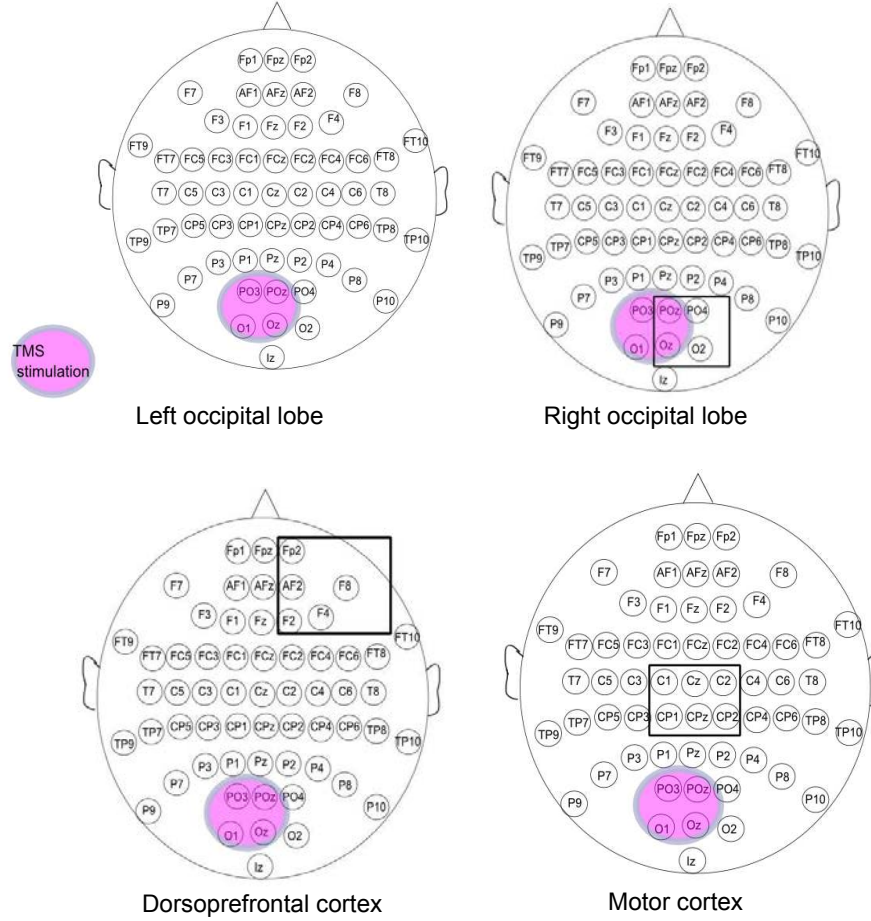 Fp1 Fpz Fp2
F7 AF1 AFz AF2 F8
F3 F1 Fz F2 F4
FT9 FT7 FC5 FC3 FC1 FCz FC2 FC4 FC6 FT8 FT10
T7 C5 C3 C1 Cz C2 C4 C6 T8
TP9 TP7 CP5 CP3 CP1 CPz CP2 CP4 CP6 TP8 TP10
P9 P7 P3 P1 Pz P2 P4 P8 P10
PO3 POz PO4
O1 Oz O2
Iz
TMS
stimulation
Left occipital lobe
Fp1 Fpz Fp2
F7 AF1 AFz AF2 F8
F3 F1 Fz F2 F4
FT9 FT7 FC5 FC3 FC1 FCz FC2 FC4 FC6 FT8 FT10
T7 C5 C3 C1 Cz C2 C4 C6 T8
TP9 TP7 CP5 CP3 CP1 CPz CP2 CP4 CP6 TP8 TP10
P9 P7 P3 P1 Pz P2 P4 P8 P10
PO3 POz PO4
O1 Oz O2
Iz
Right occipital lobe
Fp1 Fpz Fp2
F7 AF1 AFz AF2 F8
F3 F1 Fz F2 F4
FT9 FT7 FC5 FC3 FC1 FCz FC2 FC4 FC6 FT8 FT10
T7 C5 C3 C1 Cz C2 C4 C6 T8
TP9 TP7 CP5 CP3 CP1 CPz CP2 CP4 CP6 TP8 TP10
P9 P7 P3 P1 Pz P2 P4 P8 P10
PO3 POz PO4
O1 Oz O2
Iz
Dorsoprefrontal cortex
Fp1 Fpz Fp2
F7 AF1 AFz AF2 F8
F3 F1 Fz F2 F4
FT9 FT7 FC5 FC3 FC1 FCz FC2 FC4 FC6 FT8 FT10
T7 C5 C3 C1 Cz C2 C4 C6 T8
TP9 TP7 CP5 CP3 CP1 CPz CP2 CP4 CP6 TP8 TP10
P9 P7 P3 P1 Pz P2 P4 P8 P10
PO3 POz PO4
O1 Oz O2
Iz
Motor cortex